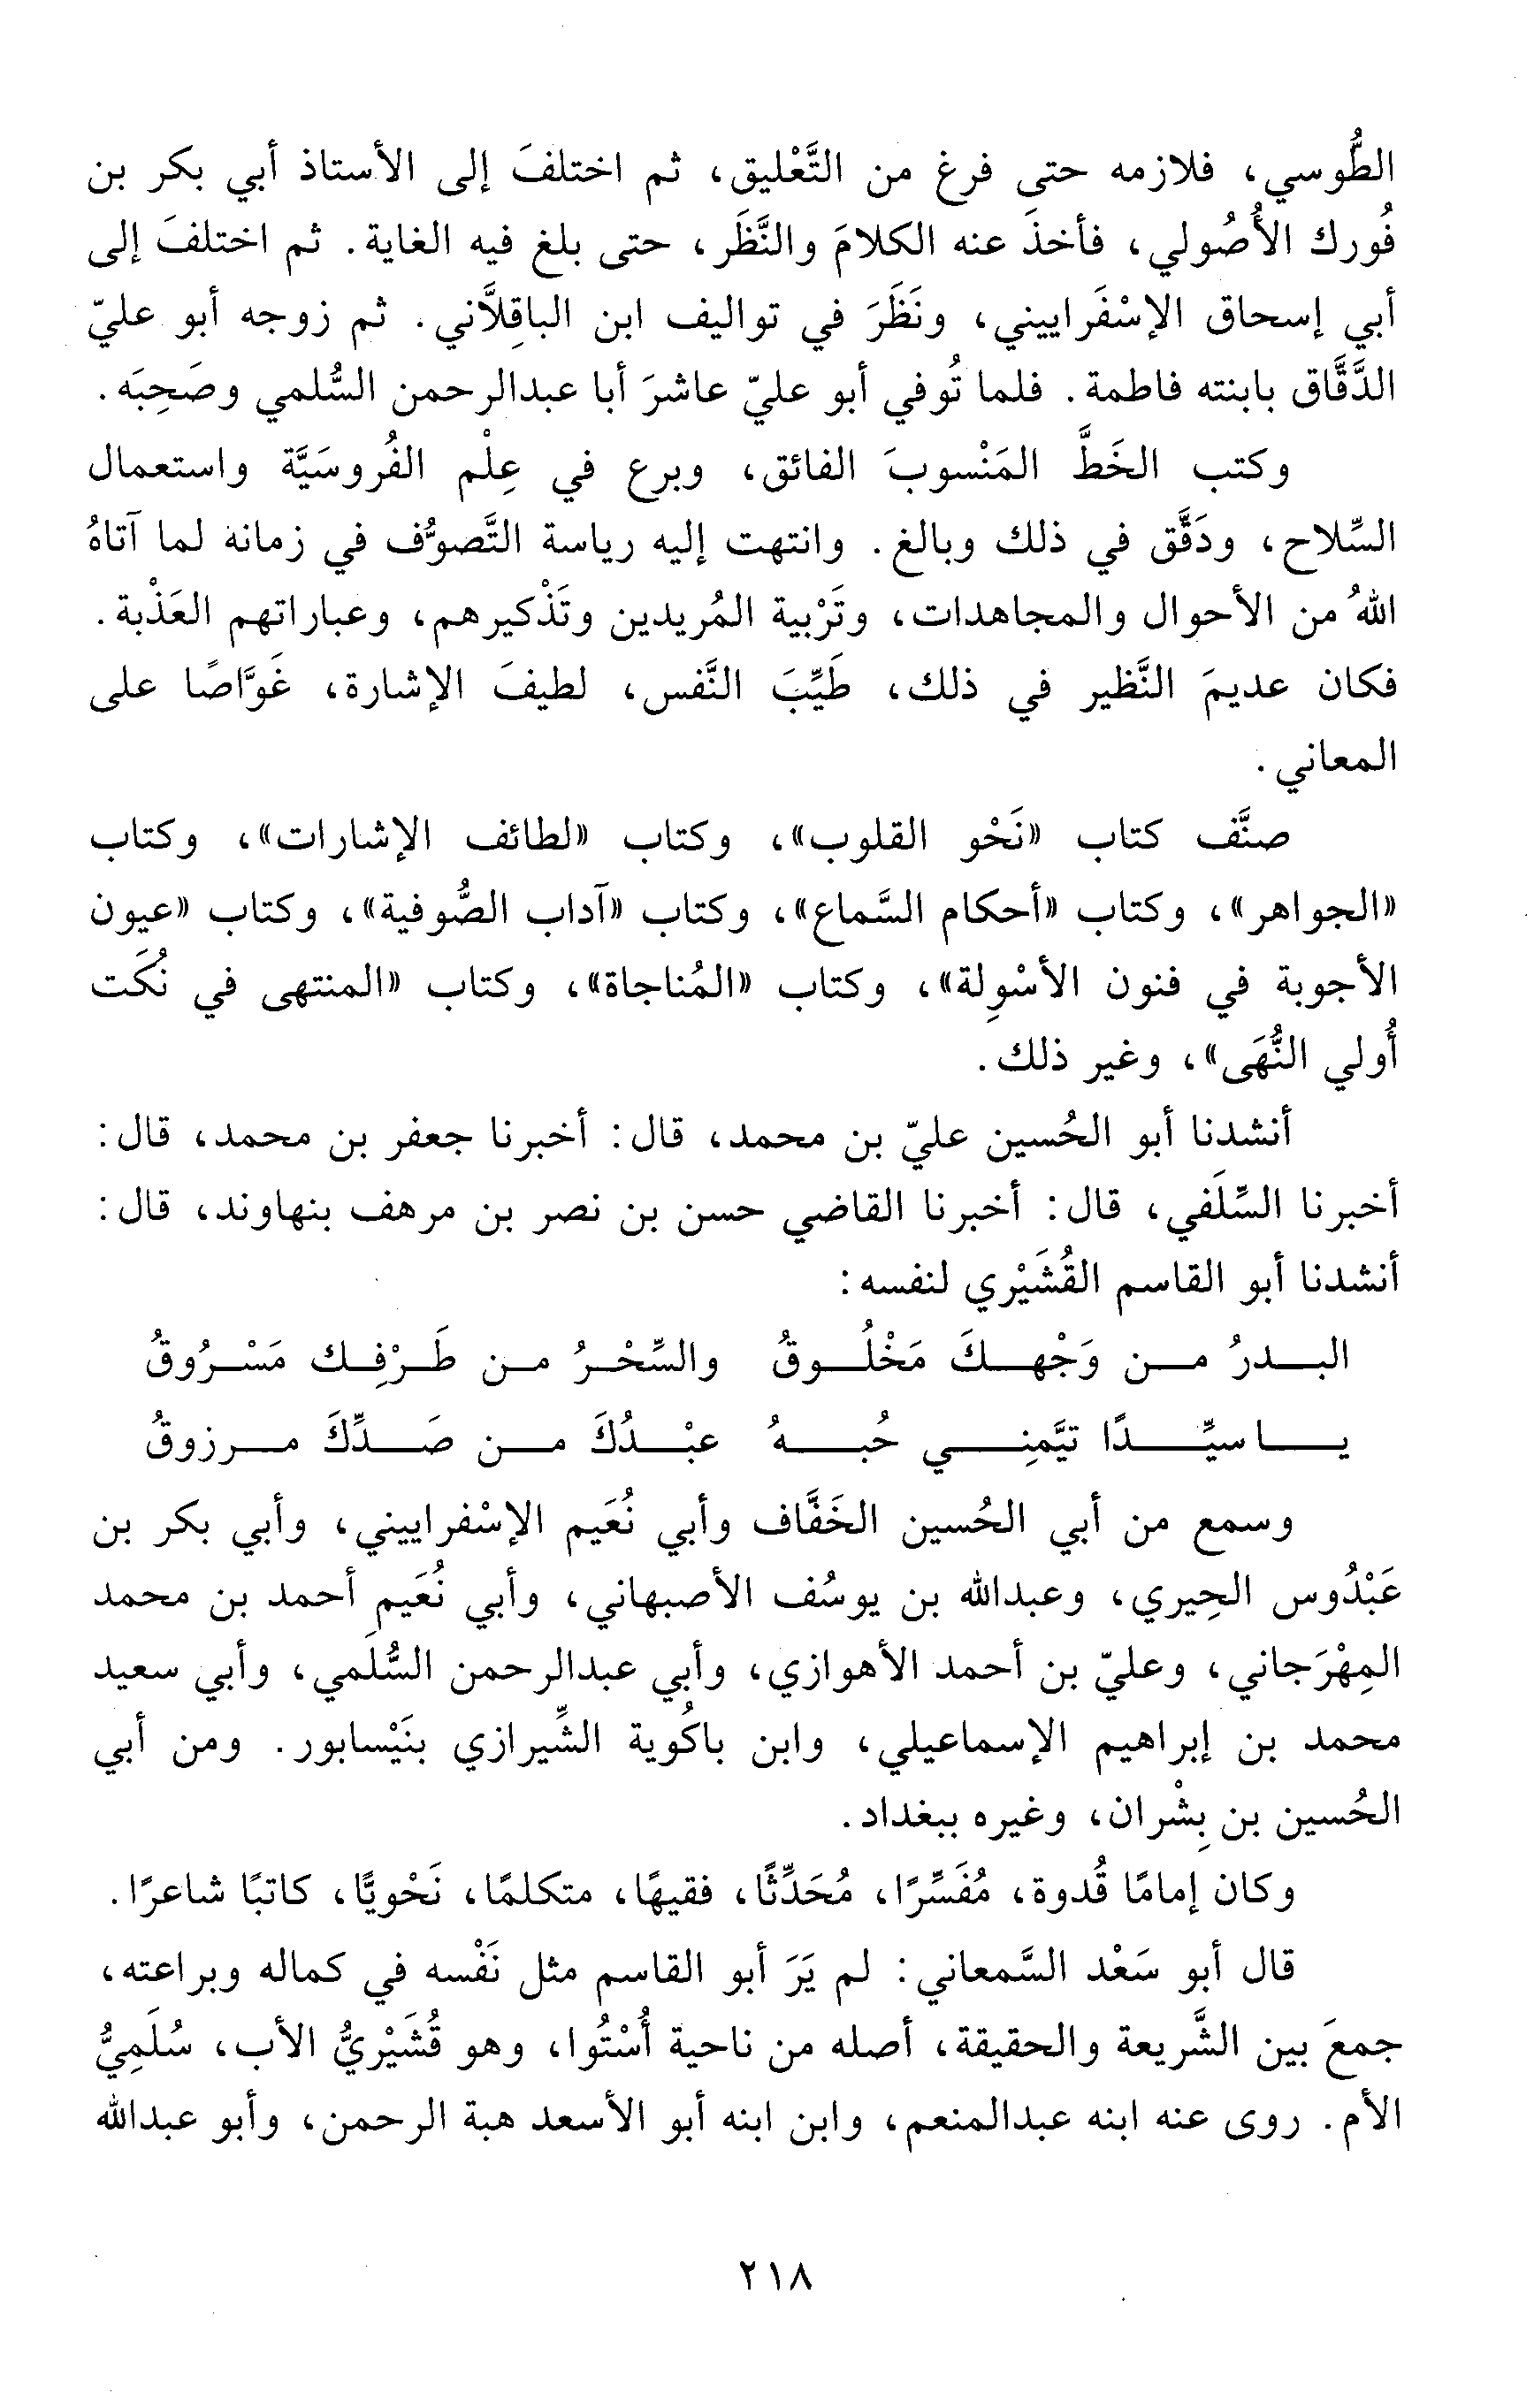 الطُّوسي، فلازمه حتى فرغ من التَّعْليق، ثم اختلفَ إلى الأستاذ أبي بكر بن
فُورك الأُصُولي، فأخذَ عنه الكلامَ والنَّظَر، حتى بلغ فيه الغاية. ثم اختلفَ إلى
أبي إسحاق الإسْفَراييني، ونَظَرَ في تواليف ابن الباقِلاَّني. ثم زوجه أبو عليّ
الدَّقَّاق بابنته فاطمة. فلما تُوفي أبو عليّ عاشرَ أبا عبدالرحمن السُّلمي وصَحِبَه.
وكتب الخَطَّ المَنْسوبَ الفائق، وبرع في عِلْم الفُروسَيَّة واستعمال
السِّلاح، ودَقَّق في ذلك وبالغ. وانتهت إليه رياسة التَّصوُّف في زمانه لما آتاهُ
اللهُ من الأحوال والمجاهدات، وتَرْبية المُريدين وتَذْكيرهم، وعباراتهم العَذْبة.
فكان عديمَ النَّظير في ذلك، طَيِّبَ النَّفس، لطيفَ الإشارة، غَوَّاصًا على
المعاني.
صنَّف كتاب «نَحْو القلوب»، وكتاب «لطائف الإشارات»، وكتاب
«الجواهر»، وكتاب «أحكام السَّماع»، وكتاب «آداب الصُّوفية»، وكتاب «عيون
الأجوبة في فنون الأسْوِلة»، وكتاب «المُناجاة»، وكتاب «المنتهى في نُكَت
أُولي النُّهَى»، وغير ذلك.
أنشدنا أبو الحُسين عليّ بن محمد، قال: أخبرنا جعفر بن محمد، قال:
أخبرنا السِّلَفي، قال: أخبرنا القاضي حسن بن نصر بن مرهف بنهاوند، قال:
أنشدنا أبو القاسم القُشَيْري لنفسه:
البدرُ من وَجْهكَ مَخْلُوقُ والسِّحْرُ من طَرْفِك مَسْرُوقُ
يا سيِّدًا تيَّمنِي حُبهُ عبْدُكَ من صَدِّكَ مرزوقُ
وسمع من أبي الحُسين الخَفَّاف وأبي نُعَيم الإسْفراييني، وأبي بكر بن
عَبْدُوس الحِيري، وعبدالله بن يوسُف الأصبهاني، وأبي نُعَيم أحمد بن محمد
المِهْرَجاني، وعليّ بن أحمد الأهوازي، وأبي عبدالرحمن السُّلَمي، وأبي سعيد
محمد بن إبراهيم الإسماعيلي، وابن باكُوية الشِّيرازي بنَيْسابور. ومن أبي
الحُسين بن بِشْران، وغيره ببغداد.
وكان إمامًا قُدوة، مُفَسِّرًا، مُحَدِّثًا، فقيهًا، متكلمًا، نَحْويًّا، كاتبًا شاعرًا.
قال أبو سَعْد السَّمعاني: لم يَرَ أبو القاسم مثل نَفْسه في كماله وبراعته،
جمعَ بين الشَّريعة والحقيقة، أصله من ناحية أُسْتُوا، وهو قُشَيْريُّ الأب، سُلَمِيُّ
الأم. روى عنه ابنه عبدالمنعم، وابن ابنه أبو الأسعد هبة الرحمن، وأبو عبدالله
٢١٨